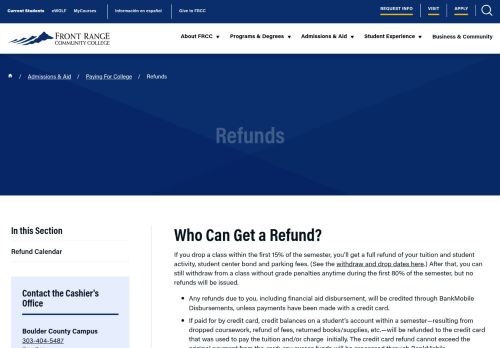 Current Students eWOLF MyCourses Información en español Give to FRCC REQUEST INFO VISIT APPLY
FRONT RANGE
COMMUNITY COLLEGE
About FRCC Programs & Degrees Admissions & Aid Student Experience Business & Community
/ Admissions & Aid / Paying For College / Refunds
Refunds
In this Section
Refund Calendar
Contact the Cashier's
Office
Boulder County Campus
303-404-5487
Who Can Get a Refund?
If you drop a class within the first 15% of the semester, you'll get a full refund of your tuition and student
activity, student center bond and parking fees. (See the withdraw and drop dates here.) After that, you can
still withdraw from a class without grade penalties anytime during the first 80% of the semester, but no
refunds will be issued.
• Any refunds due to you, including financial aid disbursement, will be credited through BankMobile
Disbursements, unless payments have been made with a credit card.
• If paid for by credit card, credit balances on a student's account within a semester—resulting from
dropped coursework, refund of fees, returned books/supplies, etc.—will be refunded to the credit card
that was used to pay the tuition and/or charge initially. The credit card refund cannot exceed the